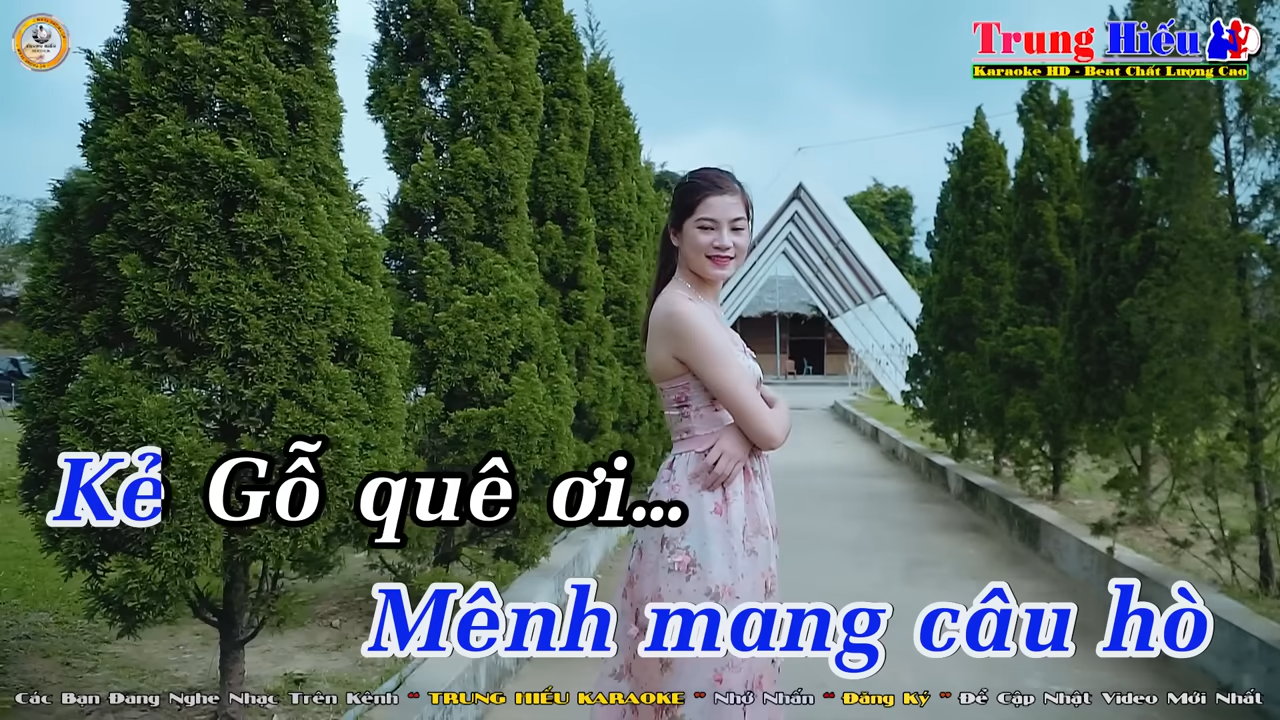 Trung Hiếu
Karaoke HD - Beat Chất Lượng Cao
Kẻ Gỗ quê ơi...
Mênh mang câu hò
Các Bạn Đang Nghe Nhạc Trên Kênh “ TRUNG HIẾU KARAOKE ” Nhớ Nhấn “ Đăng Ký ” Để Cập Nhật Video Mới Nhất